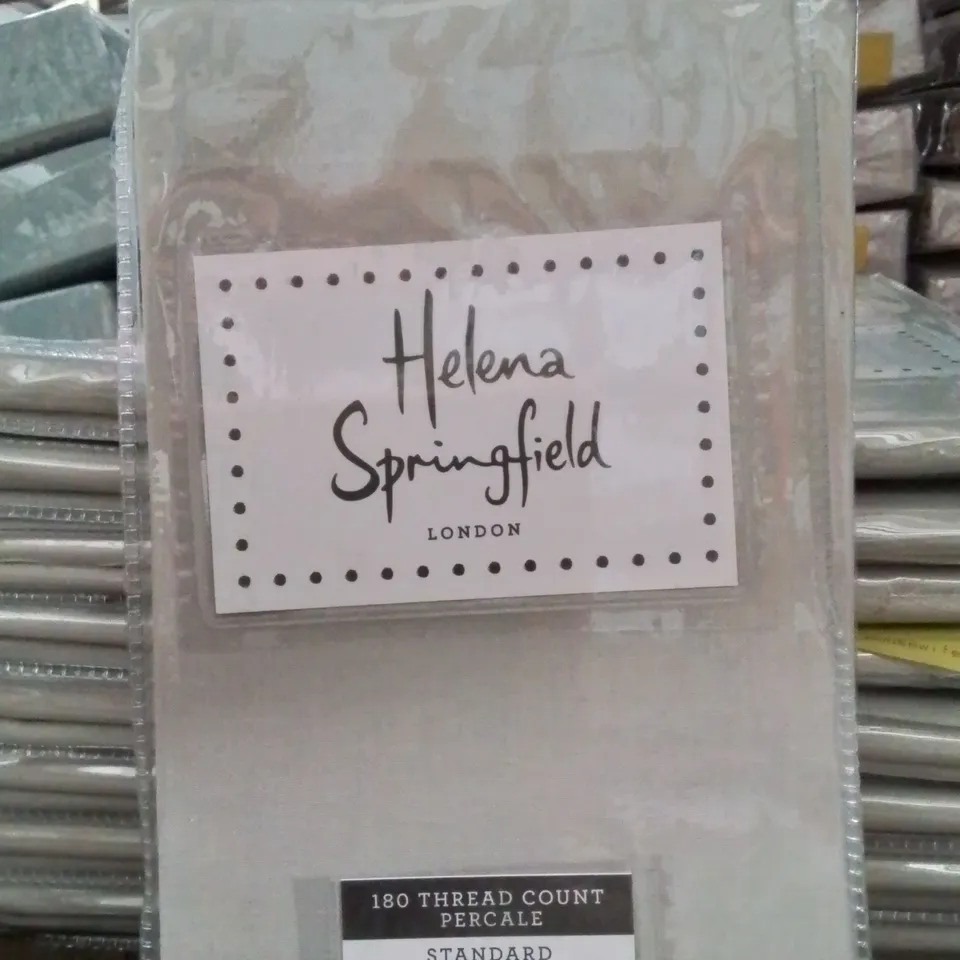 Helena
Springfield
LONDON
180 THREAD COUNT
PERCALE
STANDARD